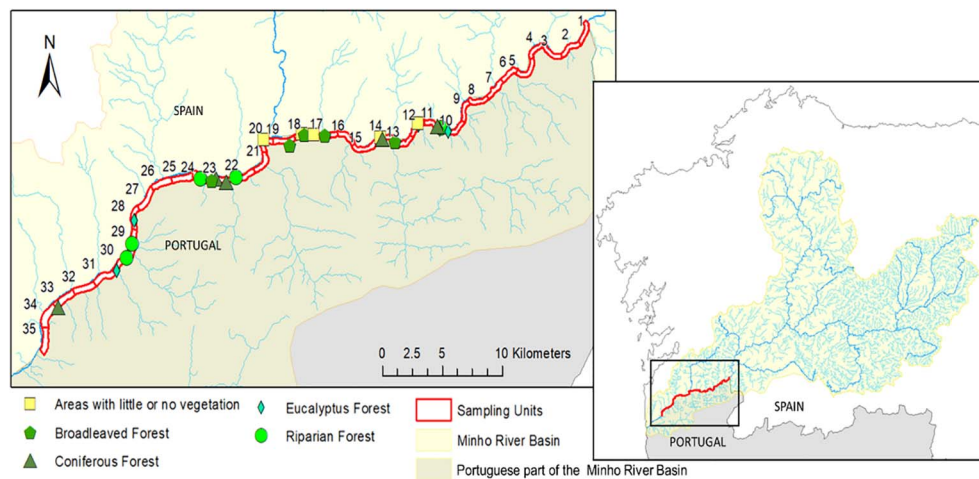 N
SPAIN
PORTUGAL
1
2
3
4
5
6
7
8
9
10
11
12
13
14
15
16
17
18
19
20
21
22
23
24
25
26
27
28
29
30
31
32
33
34
35
0 2.5 5 10 Kilometers
Areas with little or no vegetation
Broadleaved Forest
Coniferous Forest
Eucalyptus Forest
Riparian Forest
Sampling Units
Minho River Basin
Portuguese part of the Minho River Basin
SPAIN
PORTUGAL